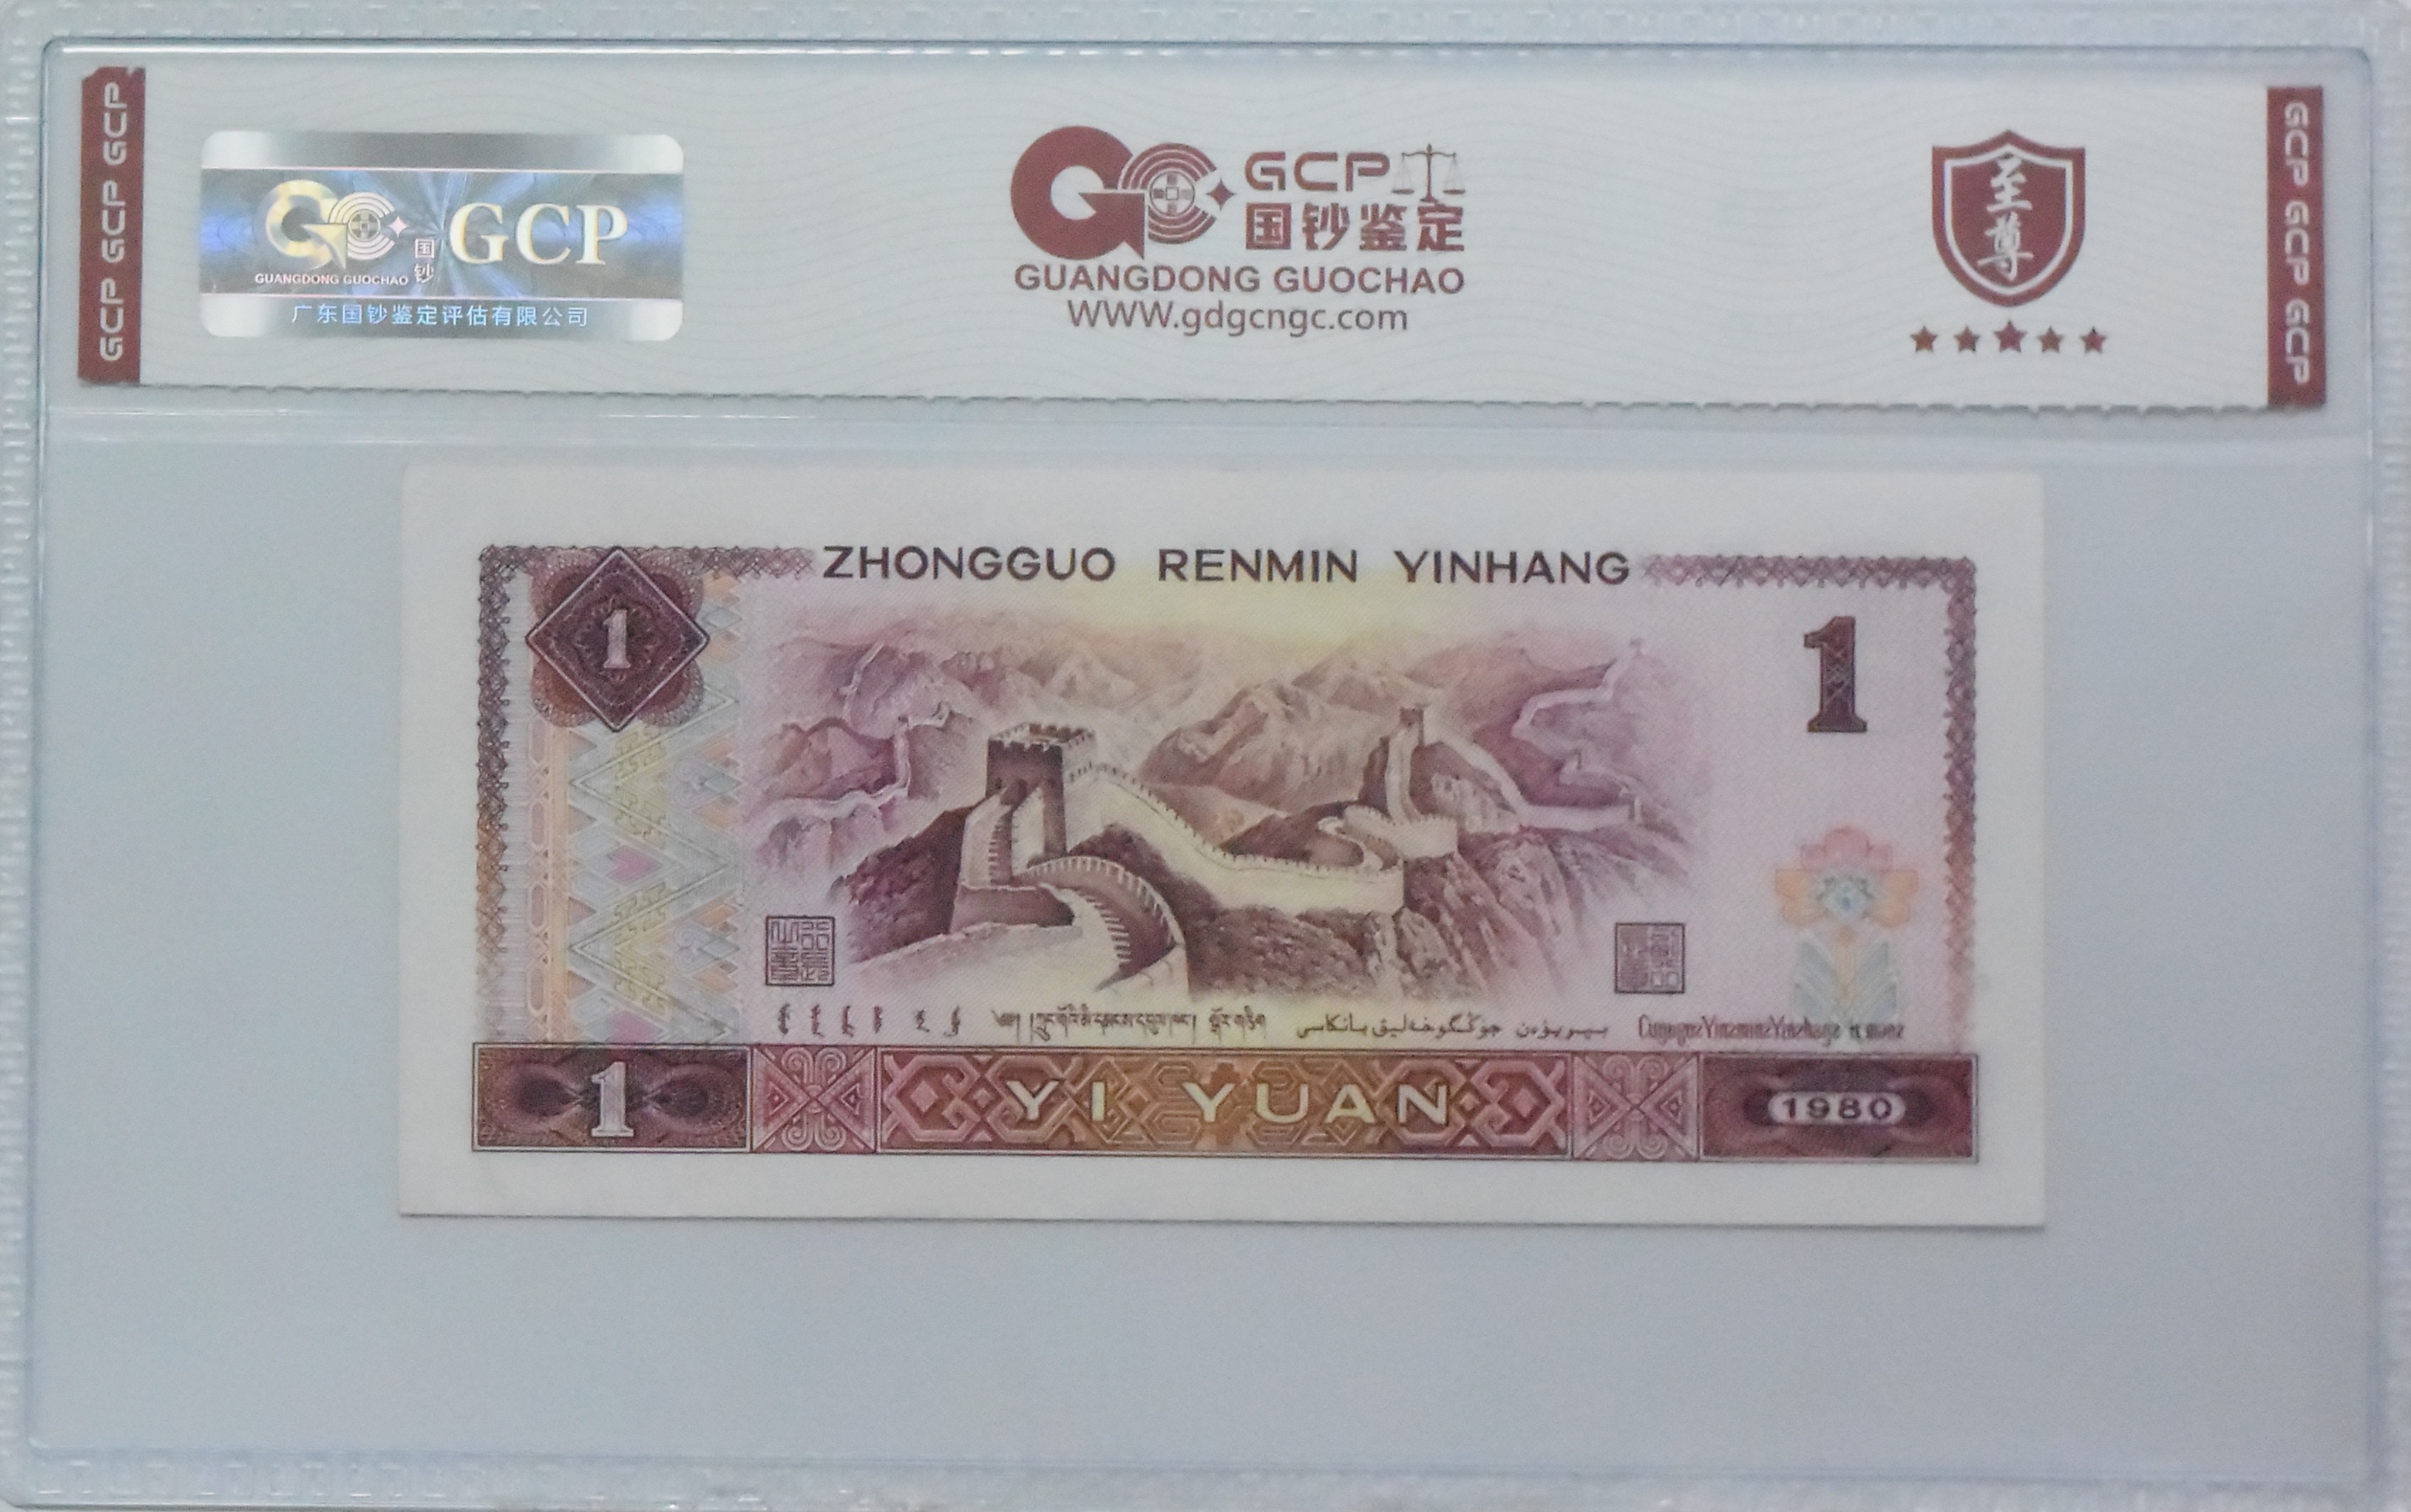 GCP GCP GCP
GCP
国钞
GUANGDONG GUOCHAO
广东国钞鉴定评估有限公司
GCP
国钞鉴定
GUANGDONG GUOCHAO
WWW.gdgcngc.com
至尊
GCP GCP GCP
ZHONGGUO RENMIN YINHANG
1
1
1
YI YUAN
1980